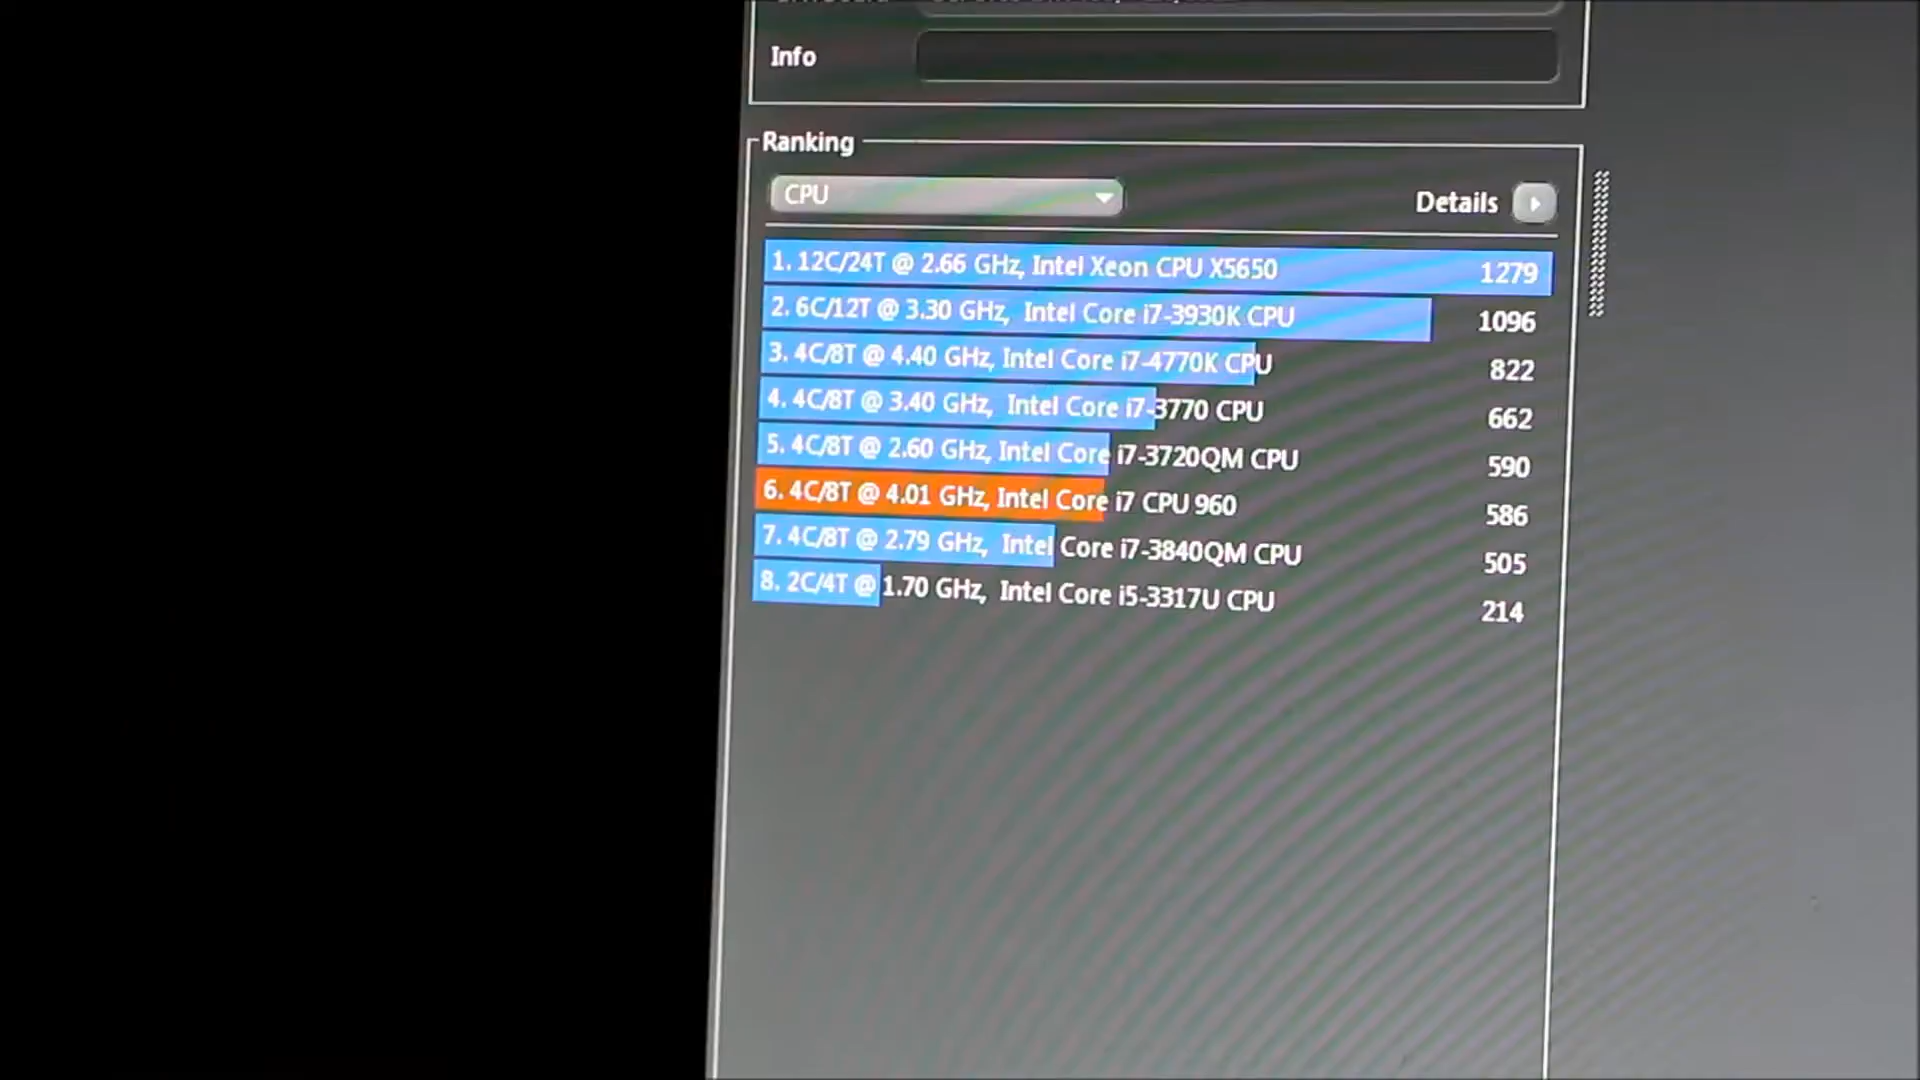 Info
Ranking
CPU
Details
1. 12C/24T @ 2.66 GHz, Intel Xeon CPU X5650 1279
2. 6C/12T @ 3.30 GHz, Intel Core i7-3930K CPU 1096
3. 4C/8T @ 4.40 GHz, Intel Core i7-4770K CPU 822
4. 4C/8T @ 3.40 GHz, Intel Core i7-3770 CPU 662
5. 4C/8T @ 2.60 GHz, Intel Core i7-3720QM CPU 590
6. 4C/8T @ 4.01 GHz, Intel Core i7 CPU 960 586
7. 4C/8T @ 2.79 GHz, Intel Core i7-3840QM CPU 505
8. 2C/4T @ 1.70 GHz, Intel Core i5-3317U CPU 214